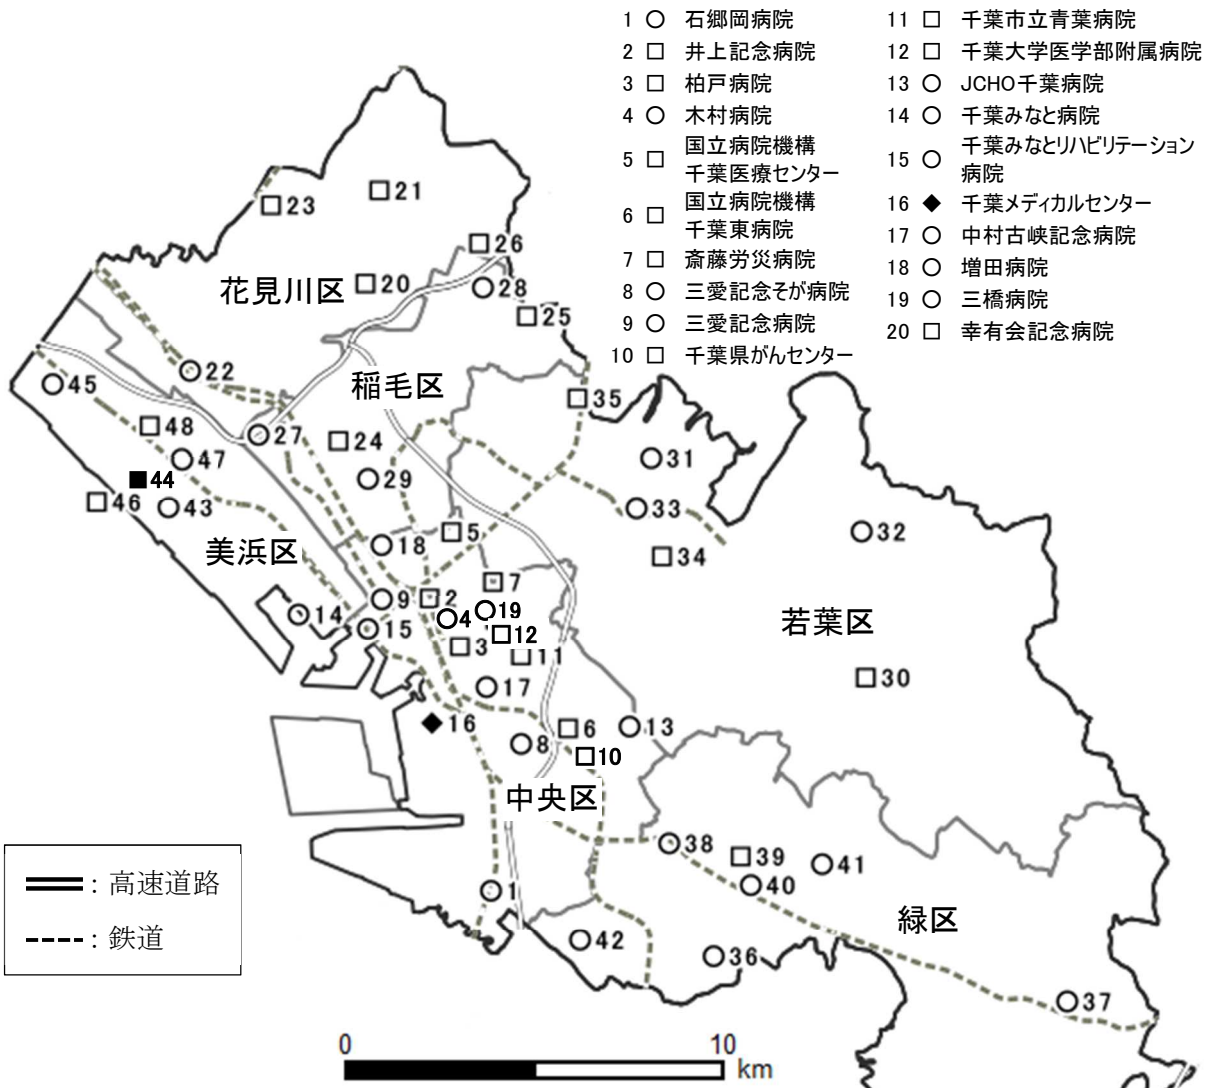 1 ○ 石郷岡病院
2 □ 井上記念病院
3 □ 柏戸病院
4 ○ 木村病院
5 □ 国立病院機構
千葉医療センター
6 □ 国立病院機構
千葉東病院
7 □ 斎藤労災病院
8 ○ 三愛記念そが病院
9 ○ 三愛記念病院
10 □ 千葉県がんセンター
11 □ 千葉市立青葉病院
12 □ 千葉大学医学部附属病院
13 ○ JCHO千葉病院
14 ○ 千葉みなと病院
15 ○ 千葉みなとリハビリテーション
病院
16 ◆ 千葉メディカルセンター
17 ○ 中村古峡記念病院
18 ○ 増田病院
19 ○ 三橋病院
20 □ 幸有会記念病院
21
23
26
花見川区
20
28
25
22
稲毛区
45
35
48
27
24
31
47
44
29
46
43
33
5
32
美浜区
18
34
7
9
2
19
14
4
15
12
若葉区
3
11
30
17
16
6
13
8
10
中央区
38
39
41
40
1
緑区
42
36
37
：高速道路
：鉄道
0
10
km